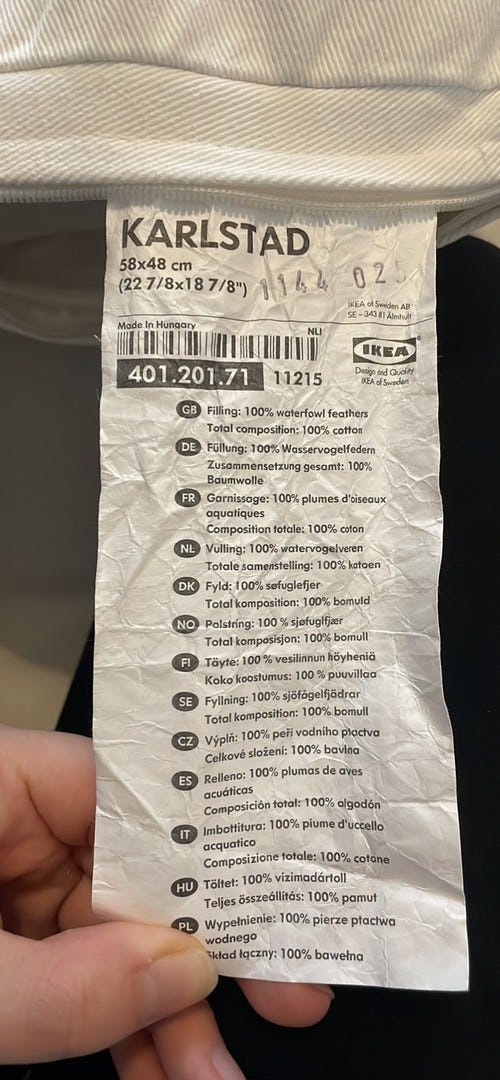 KARLSTAD
58x48 cm
(22 7/8x18 7/8")
1144 02
IKEA of Sweden AB
SE – 343 81 Älmhult
Made In Hungary
NLI
401.201.71 11215
IKEA
Design and Quality
IKEA of Sweden
GB Filling: 100% waterfowl feathers
Total composition: 100% cotton
DE Füllung: 100% Wasservogelfedern
Zusammensetzung gesamt: 100%
Baumwolle
FR Garnissage: 100% plumes d'oiseaux
aquatiques
Composition totale: 100% coton
NL Vulling: 100% watervogelveren
Totale samenstelling: 100% katoen
DK Fyld: 100% søfuglefjer
Total komposition: 100% bomuld
NO Polstring: 100 % sjøfuglfjær
Total komposisjon: 100% bomull
FI Täyte: 100 % vesilinnun höyheniä
Koko koostumus: 100 % puuvillaa
SE Fyllning: 100% sjöfågelfjädrar
Total komposition: 100% bomull
CZ Výplň: 100% peří vodního ptactva
Celkové složení: 100% bavlna
ES Relleno: 100% plumas de aves
acuáticas
Composición total: 100% algodón
IT Imbottitura: 100% piume d'uccello
acquatico
Composizione totale: 100% cotone
HU Töltet: 100% vizimadártoll
Teljes összeállítás: 100% pamut
PL Wypełnienie: 100% pierze ptactwa
wodnego
Skład łączny: 100% bawełna